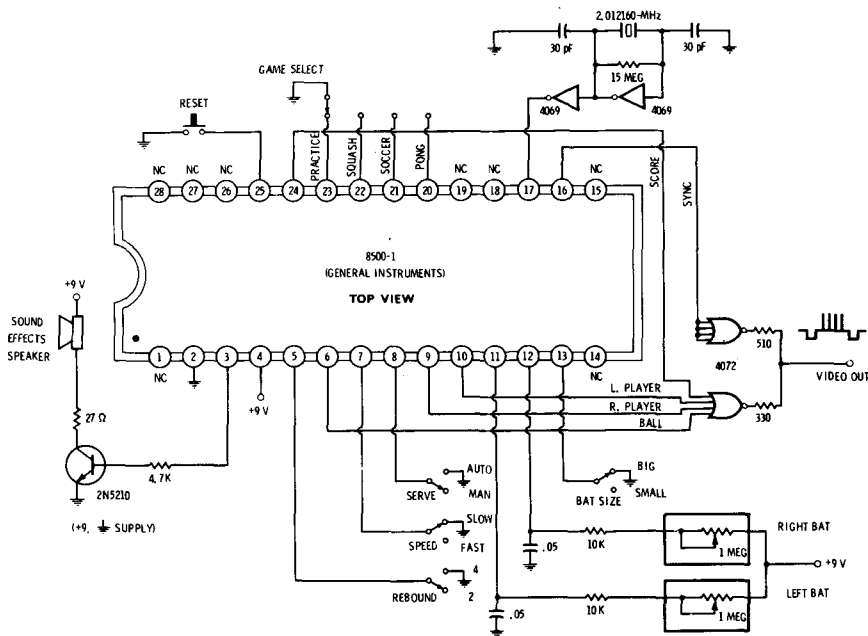 2.012160-MHz
30 pF
30 pF
15 MEG
4069
4069
GAME SELECT
RESET
PRACTICE
SQUASH
SOCCER
PONG
SCORE
SYNC
NC NC NC NC NC NC
28 27 26 25 24 23 22 21 20 19 18 17 16 15
8500-1
(GENERAL INSTRUMENTS)
TOP VIEW
+9 V
SOUND
EFFECTS
SPEAKER
1 2 3 4 5 6 7 8 9 10 11 12 13 14
NC NC
+9 V
27 Ω
4.7K
2N5210
(+9, SUPPLY)
L. PLAYER
R. PLAYER
BALL
4072
510
330
VIDEO OUT
AUTO
SERVE MAN
SLOW
SPEED FAST
4
REBOUND 2
BIG
BAT SIZE SMALL
.05
10K
1 MEG
RIGHT BAT
+9 V
LEFT BAT
.05
10K
1 MEG